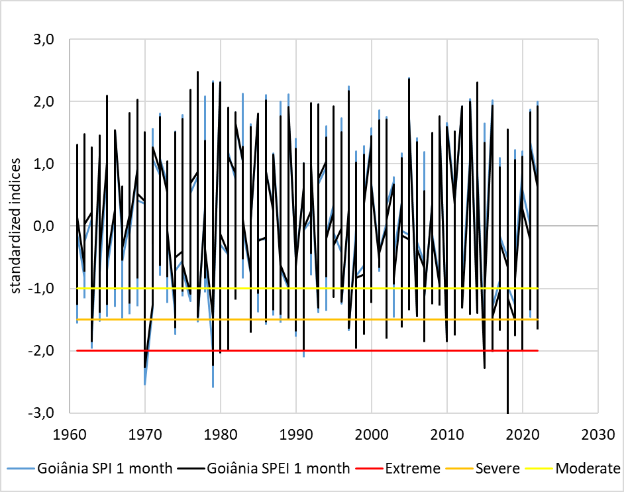 3,0
2,0
1,0
0,0
-1,0
-2,0
-3,0
standardized indices
1960 1970 1980 1990 2000 2010 2020 2030
Goiânia SPI 1 month Goiânia SPEI 1 month Extreme Severe Moderate